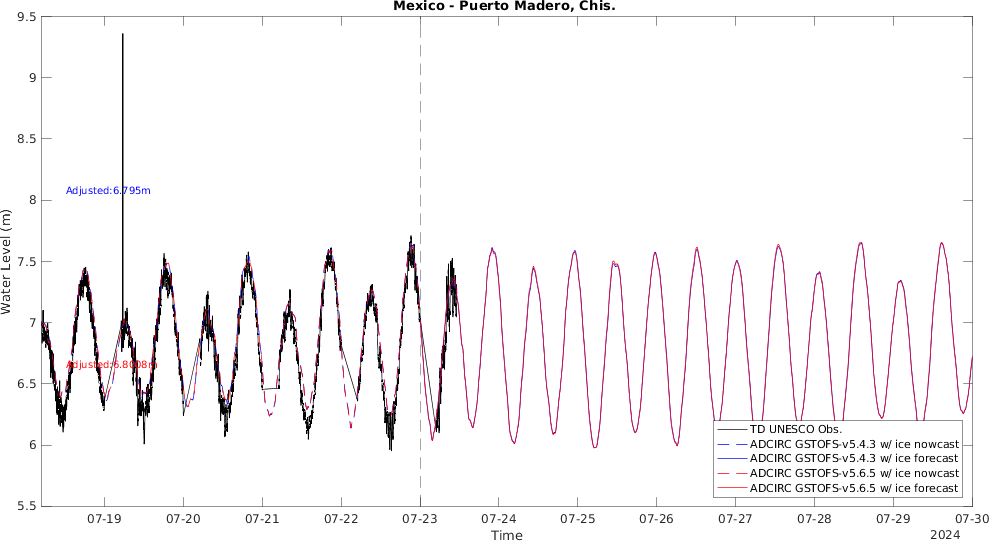 Mexico - Puerto Madero, Chis.
9.5
9
8.5
8
7.5
7
6.5
6
5.5
Water Level (m)
Adjusted:6.795m
Adjusted:6.8008m
TD UNESCO Obs.
ADCIRC GSTOFS-v5.4.3 w/ ice nowcast
ADCIRC GSTOFS-v5.4.3 w/ ice forecast
ADCIRC GSTOFS-v5.6.5 w/ ice nowcast
ADCIRC GSTOFS-v5.6.5 w/ ice forecast
07-19 07-20 07-21 07-22 07-23 07-24 07-25 07-26 07-27 07-28 07-29 07-30
Time
2024